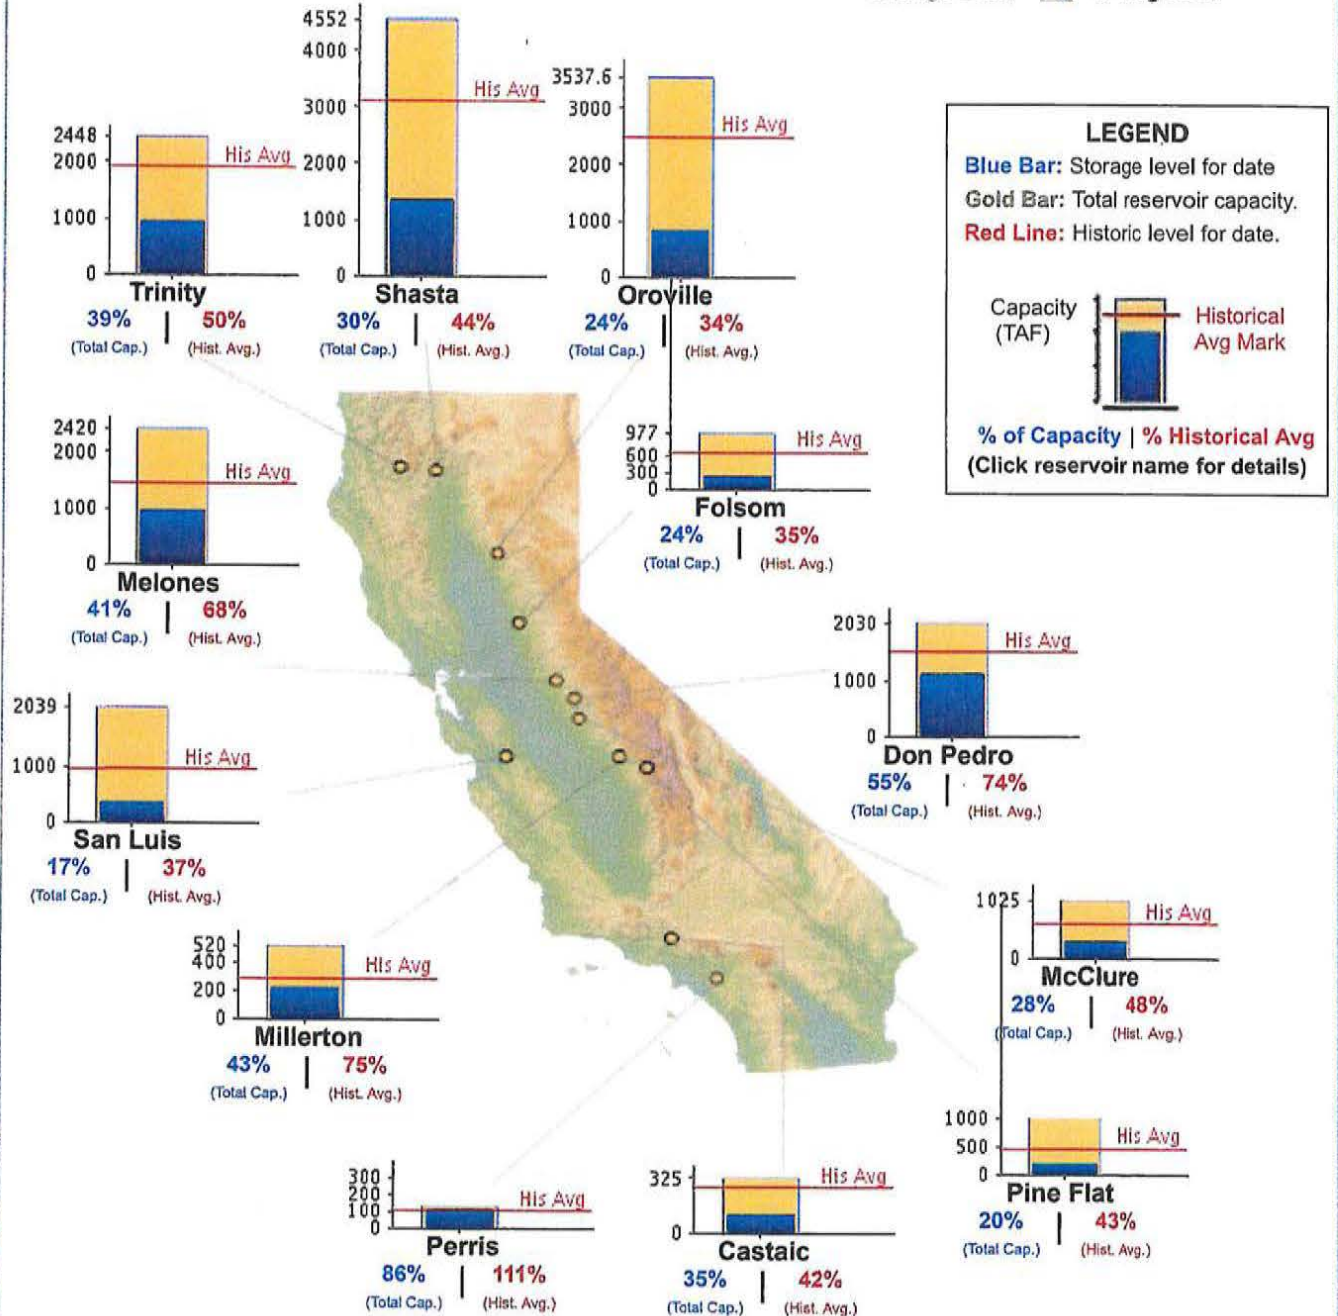 4552
4000
3000
2000
1000
0
His Avg
Shasta
30% | 44%
(Total Cap.) (Hist. Avg.)
3537.6
3000
2000
1000
0
His Avg
Oroville
24% | 34%
(Total Cap.) (Hist. Avg.)
2448
2000
1000
0
His Avg
Trinity
39% | 50%
(Total Cap.) (Hist. Avg.)
LEGEND
Blue Bar: Storage level for date
Gold Bar: Total reservoir capacity.
Red Line: Historic level for date.
Capacity
(TAF)
Historical
Avg Mark
% of Capacity | % Historical Avg
(Click reservoir name for details)
2420
2000
1000
0
His Avg
Melones
41% | 68%
(Total Cap.) (Hist. Avg.)
977
600
300
0
His Avg
Folsom
24% | 35%
(Total Cap.) (Hist. Avg.)
2030
1000
0
His Avg
Don Pedro
55% | 74%
(Total Cap.) (Hist. Avg.)
2039
1000
0
His Avg
San Luis
17% | 37%
(Total Cap.) (Hist. Avg.)
1025
0
His Avg
McClure
28% | 48%
(Total Cap.) (Hist. Avg.)
520
400
200
0
His Avg
Millerton
43% | 75%
(Total Cap.) (Hist. Avg.)
1000
500
0
His Avg
Pine Flat
20% | 43%
(Total Cap.) (Hist. Avg.)
300
200
100
0
His Avg
Perris
86% | 111%
(Total Cap.) (Hist. Avg.)
325
0
His Avg
Castaic
35% | 42%
(Total Cap.) (Hist. Avg.)